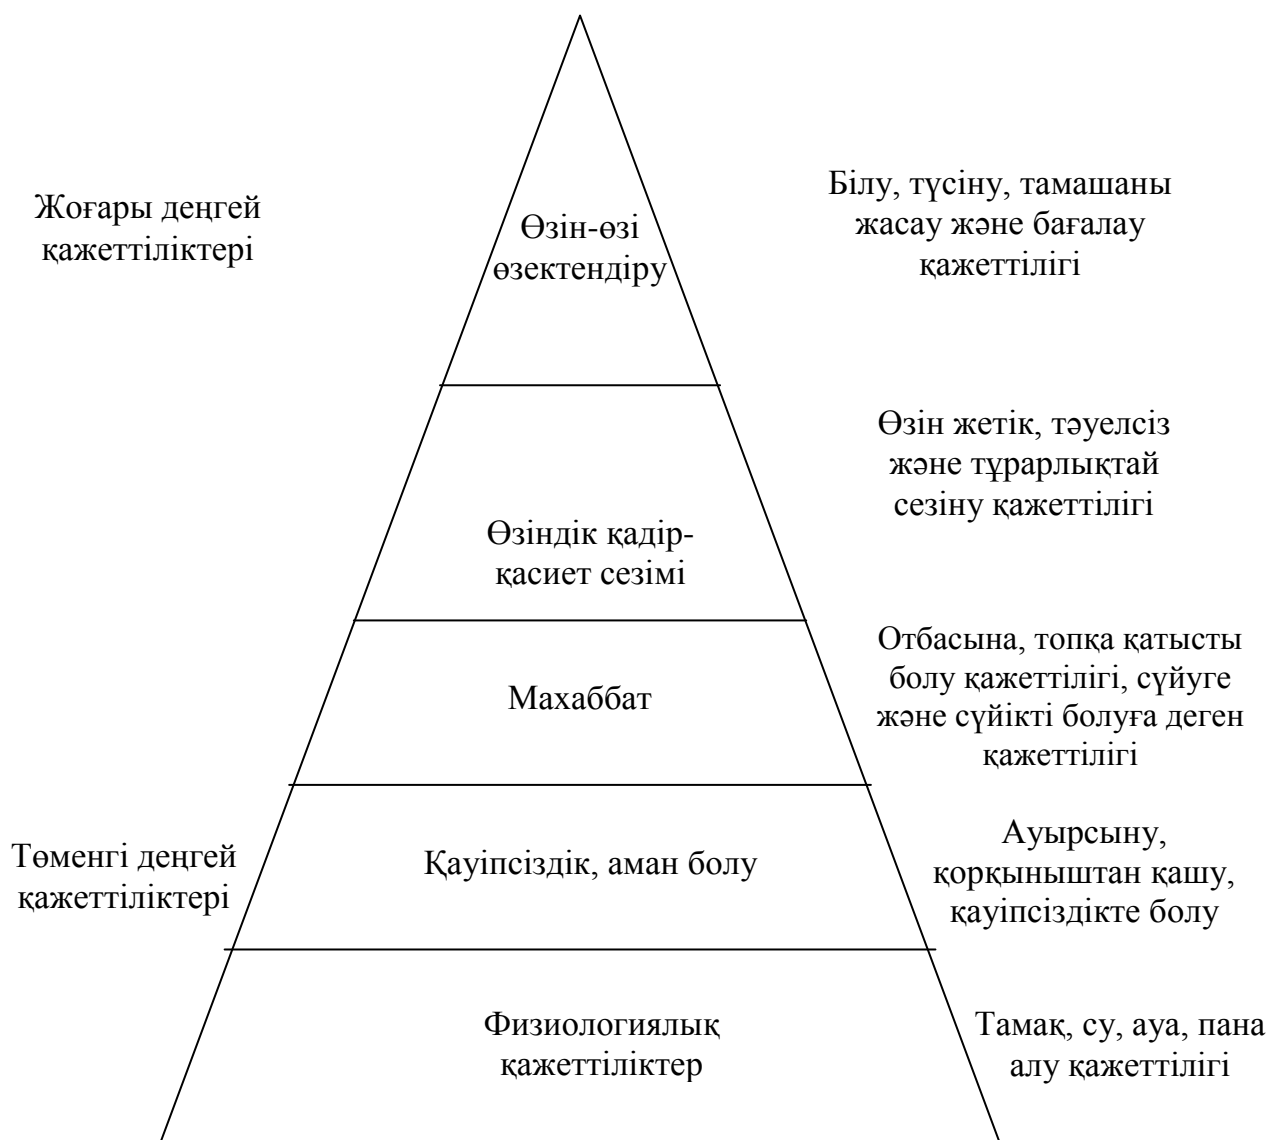 Жоғары деңгей
қажеттіліктері
Өзін-өзі
өзектендіру
Білу, түсіну, тамашаны
жасау және бағалау
қажеттілігі
Өзіндік қадір-
қасиет сезімі
Өзін жетік, тәуелсіз
және тұрарлықтай
сезіну қажеттілігі
Махаббат
Отбасына, топқа қатысты
болу қажеттілігі, сүйуге
және сүйікті болуға деген
қажеттілігі
Төменгі деңгей
қажеттіліктері
Қауіпсіздік, аман болу
Ауырсыну,
қорқыныштан қашу,
қауіпсіздікте болу
Физиологиялық
қажеттіліктер
Тамақ, су, ауа, пана
алу қажеттілігі